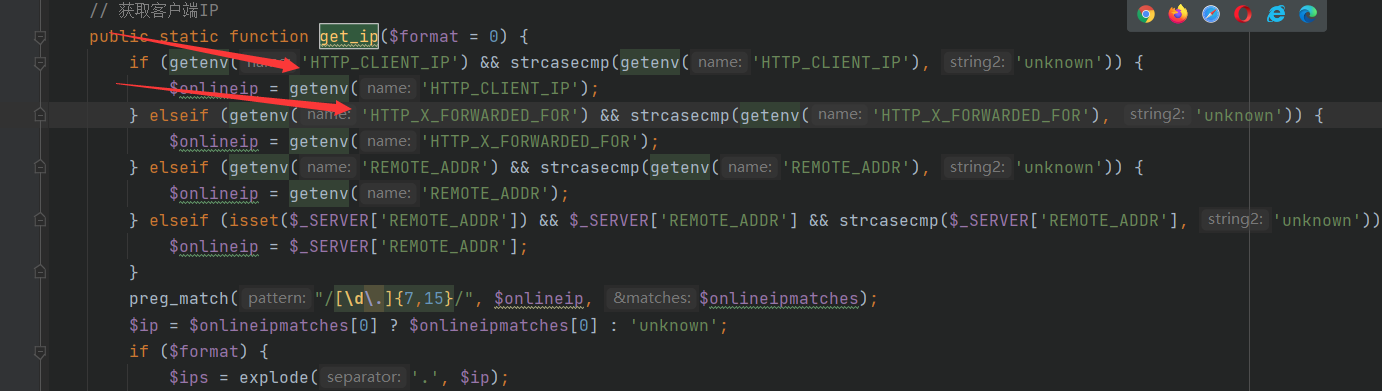 // 获取客户端IP
public static function get_ip($format = 0) {
if (getenv( name: 'HTTP_CLIENT_IP') && strcasecmp(getenv( name: 'HTTP_CLIENT_IP'), string2: 'unknown')) {
$onlineip = getenv( name: 'HTTP_CLIENT_IP');
} elseif (getenv( name: 'HTTP_X_FORWARDED_FOR') && strcasecmp(getenv( name: 'HTTP_X_FORWARDED_FOR'), string2: 'unknown')) {
$onlineip = getenv( name: 'HTTP_X_FORWARDED_FOR');
} elseif (getenv( name: 'REMOTE_ADDR') && strcasecmp(getenv( name: 'REMOTE_ADDR'), string2: 'unknown')) {
$onlineip = getenv( name: 'REMOTE_ADDR');
} elseif (isset($_SERVER['REMOTE_ADDR']) && $_SERVER['REMOTE_ADDR'] && strcasecmp($_SERVER['REMOTE_ADDR'], string2: 'unknown'))
$onlineip = $_SERVER['REMOTE_ADDR'];
}
preg_match( pattern: "/[\d\.]{7,15}/", $onlineip, &matches: $onlineipmatches);
$ip = $onlineipmatches[0] ? $onlineipmatches[0] : 'unknown';
if ($format) {
$ips = explode( separator: '.', $ip);